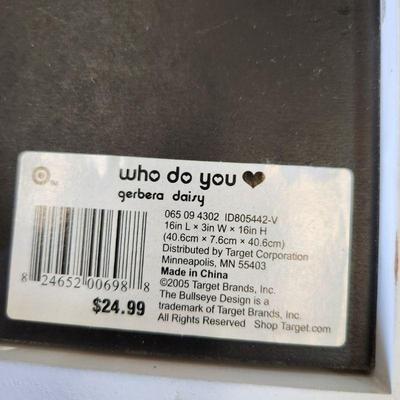 who do you ♥
gerbera daisy
065 09 4302 ID805442-V
16in L × 3in W × 16in H
(40.6cm × 7.6cm × 40.6cm)
Distributed by Target Corporation
Minneapolis, MN 55403
Made in China
©2005 Target Brands, Inc.
The Bullseye Design is a
trademark of Target Brands, Inc.
All Rights Reserved Shop Target.com
8 24652 00698 8
$24.99